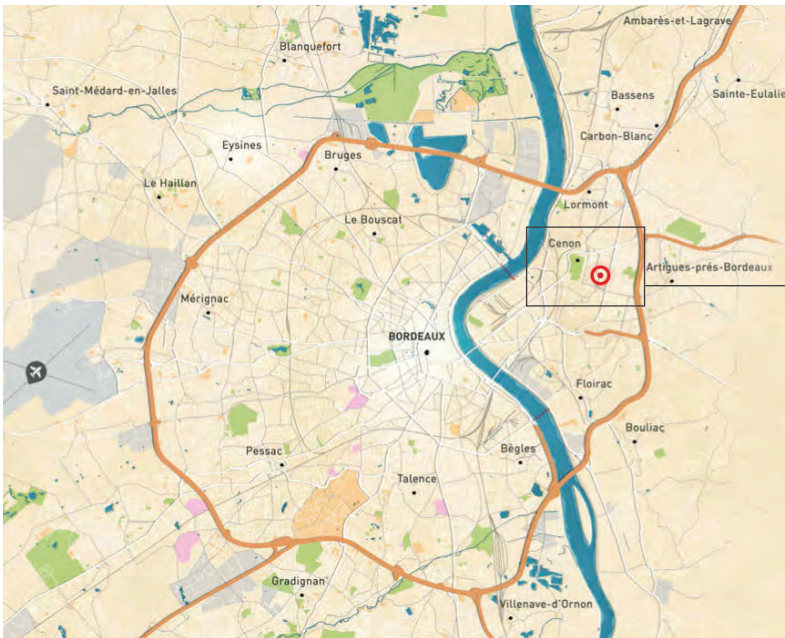 Ambarès-et-Lagrave
Blanquefort
Saint-Médard-en-Jalles
Bassens
Sainte-Eulalie
Carbon-Blanc
Eysines
Bruges
Le Haillan
Lormont
Le Bouscat
Cenon
Artigues-prés-Bordeaux
Mérignac
BORDEAUX
Floirac
Bouliac
Pessac
Bègles
Talence
Gradignan
Villenave-d'Ornon